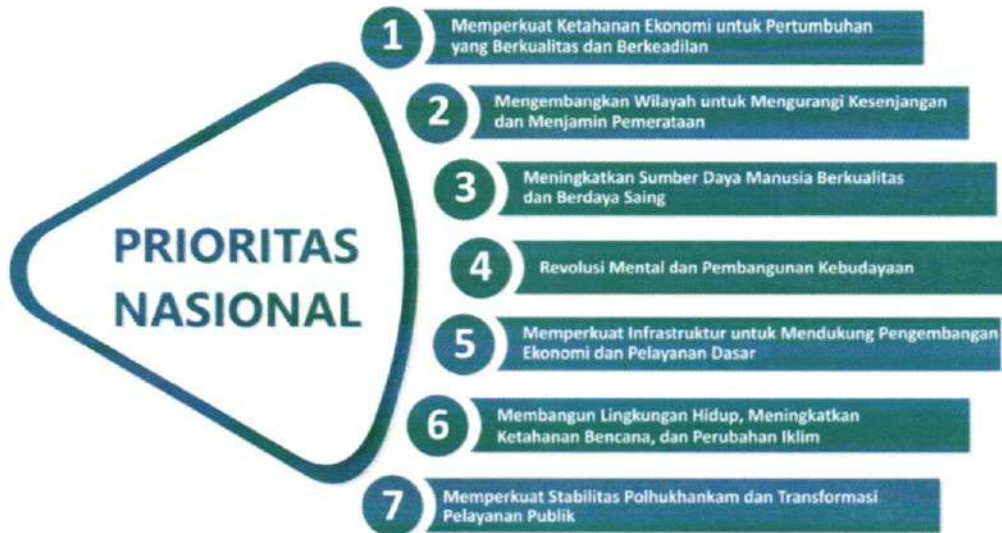 PRIORITAS
NASIONAL
1
Memperkuat Ketahanan Ekonomi untuk Pertumbuhan
yang Berkualitas dan Berkeadilan
2
Mengembangkan Wilayah untuk Mengurangi Kesenjangan
dan Menjamin Pemerataan
3
Meningkatkan Sumber Daya Manusia Berkualitas
dan Berdaya Saing
4
Revolusi Mental dan Pembangunan Kebudayaan
5
Memperkuat Infrastruktur untuk Mendukung Pengembangan
Ekonomi dan Pelayanan Dasar
6
Membangun Lingkungan Hidup, Meningkatkan
Ketahanan Bencana, dan Perubahan Iklim
7
Memperkuat Stabilitas Polhukhankam dan Transformasi
Pelayanan Publik